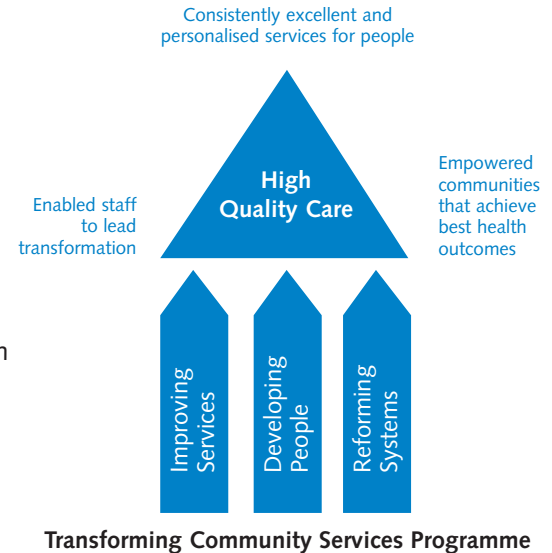 Consistently excellent and
personalised services for people
High
Quality Care
Enabled staff
to lead
transformation
Empowered
communities
that achieve
best health
outcomes
Improving
Services
Developing
People
Reforming
Systems
Transforming Community Services Programme